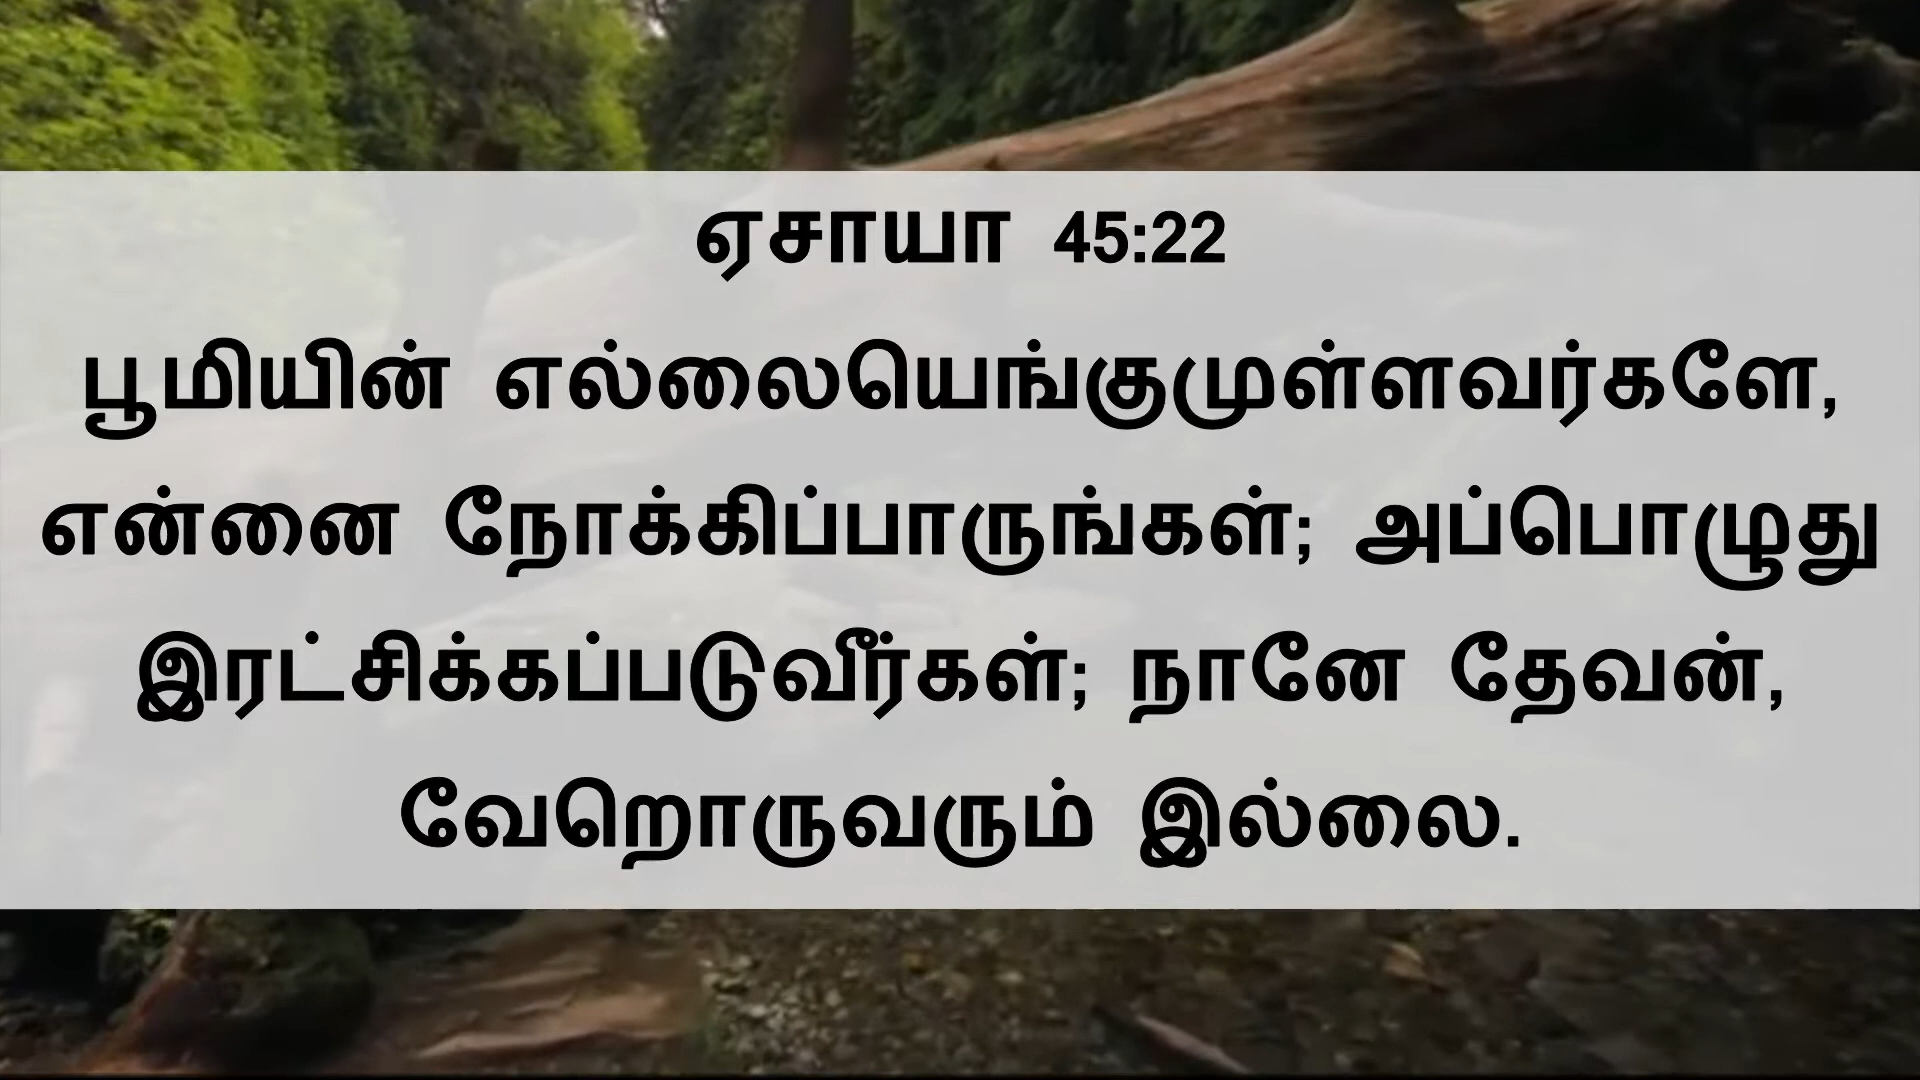 ஏசாயா 45:22
பூமியின் எல்லையெங்குமுள்ளவர்களே,
என்னை நோக்கிப்பாருங்கள்; அப்பொழுது
இரட்சிக்கப்படுவீர்கள்; நானே தேவன்,
வேறொருவரும் இல்லை.